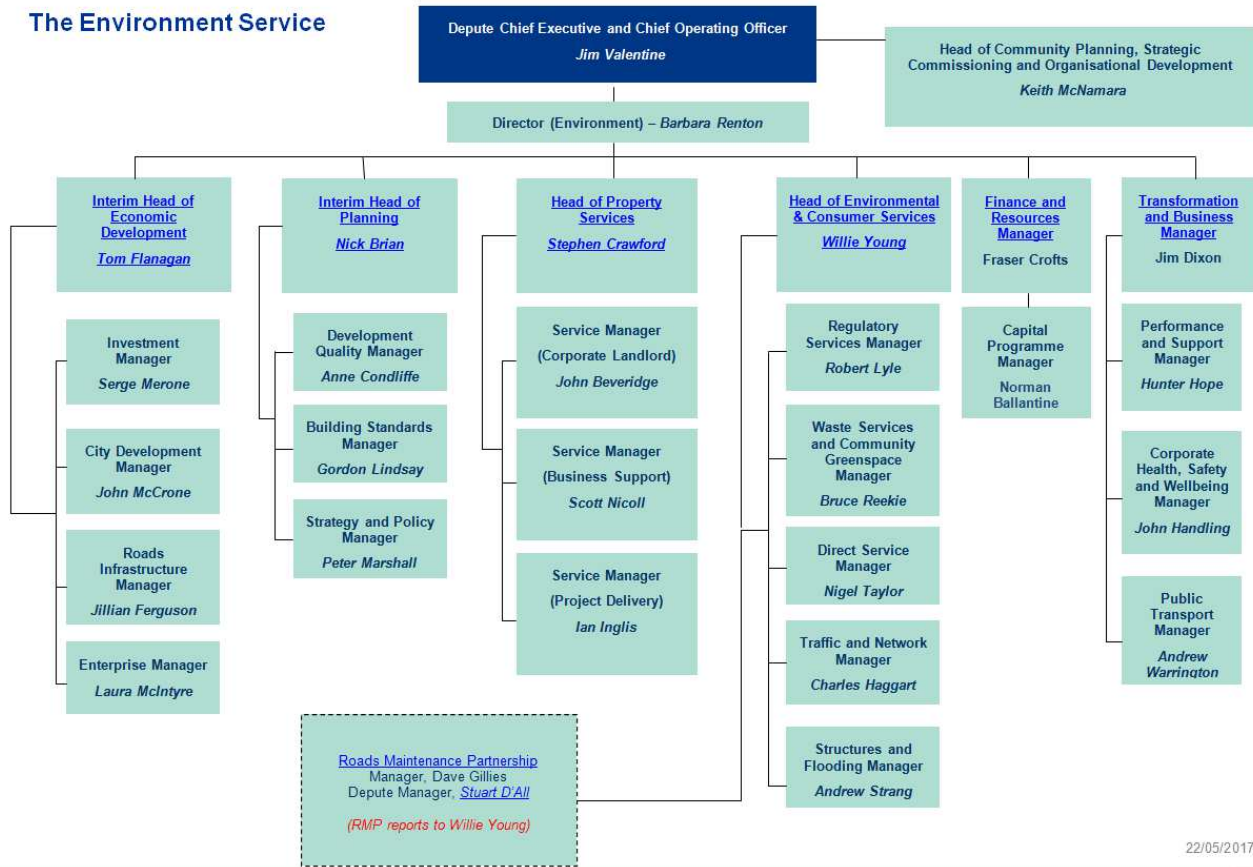 The Environment Service
Depute Chief Executive and Chief Operating Officer
Jim Valentine
Head of Community Planning, Strategic
Commissioning and Organisational Development
Keith McNamara
Director (Environment) – Barbara Renton
Interim Head of
Economic
Development
Tom Flanagan
Interim Head of
Planning
Nick Brian
Head of Property
Services
Stephen Crawford
Head of Environmental
& Consumer Services
Willie Young
Finance and
Resources
Manager
Fraser Crofts
Transformation
and Business
Manager
Jim Dixon
Investment
Manager
Serge Merone
City Development
Manager
John McCrone
Roads
Infrastructure
Manager
Jillian Ferguson
Enterprise Manager
Laura McIntyre
Development
Quality Manager
Anne Condliffe
Building Standards
Manager
Gordon Lindsay
Strategy and Policy
Manager
Peter Marshall
Service Manager
(Corporate Landlord)
John Beveridge
Service Manager
(Business Support)
Scott Nicoll
Service Manager
(Project Delivery)
Ian Inglis
Regulatory
Services Manager
Robert Lyle
Waste Services
and Community
Greenspace
Manager
Bruce Reekie
Direct Service
Manager
Nigel Taylor
Traffic and Network
Manager
Charles Haggart
Structures and
Flooding Manager
Andrew Strang
Capital
Programme
Manager
Norman
Ballantine
Performance
and Support
Manager
Hunter Hope
Corporate
Health, Safety
and Wellbeing
Manager
John Handling
Public
Transport
Manager
Andrew
Warrington
Roads Maintenance Partnership
Manager, Dave Gillies
Depute Manager, Stuart D'All
(RMP reports to Willie Young)
22/05/2017